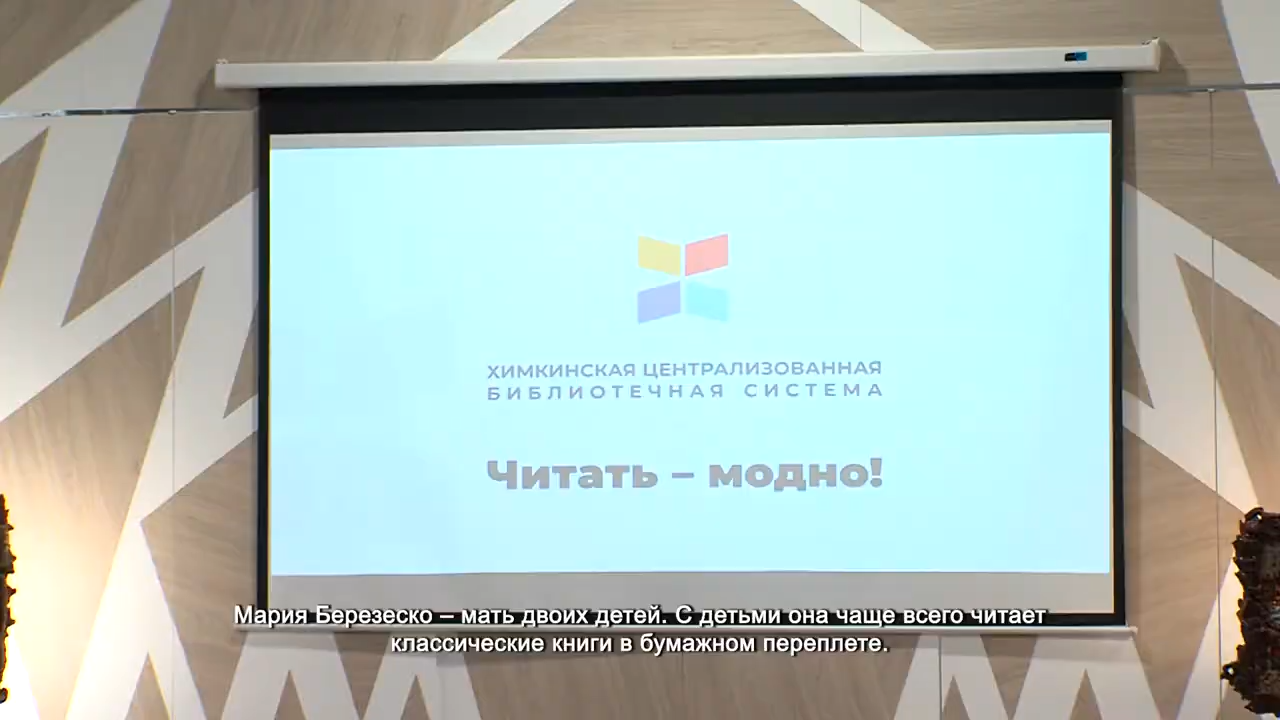 ХИМКИНСКАЯ ЦЕНТРАЛИЗОВАННАЯ
БИБЛИОТЕЧНАЯ СИСТЕМА
Читать – модно!
Мария Березеско – мать двоих детей. С детьми она чаще всего читает
классические книги в бумажном переплете.